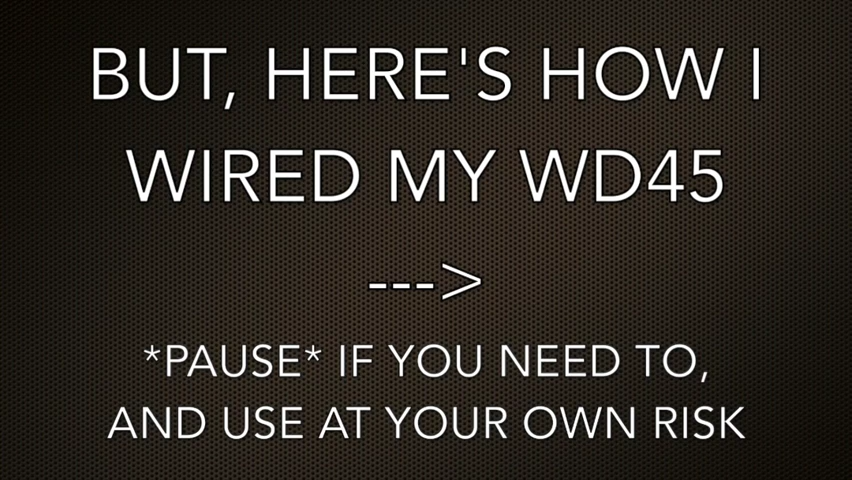 BUT, HERE'S HOW I
WIRED MY WD45
--->
*PAUSE* IF YOU NEED TO,
AND USE AT YOUR OWN RISK